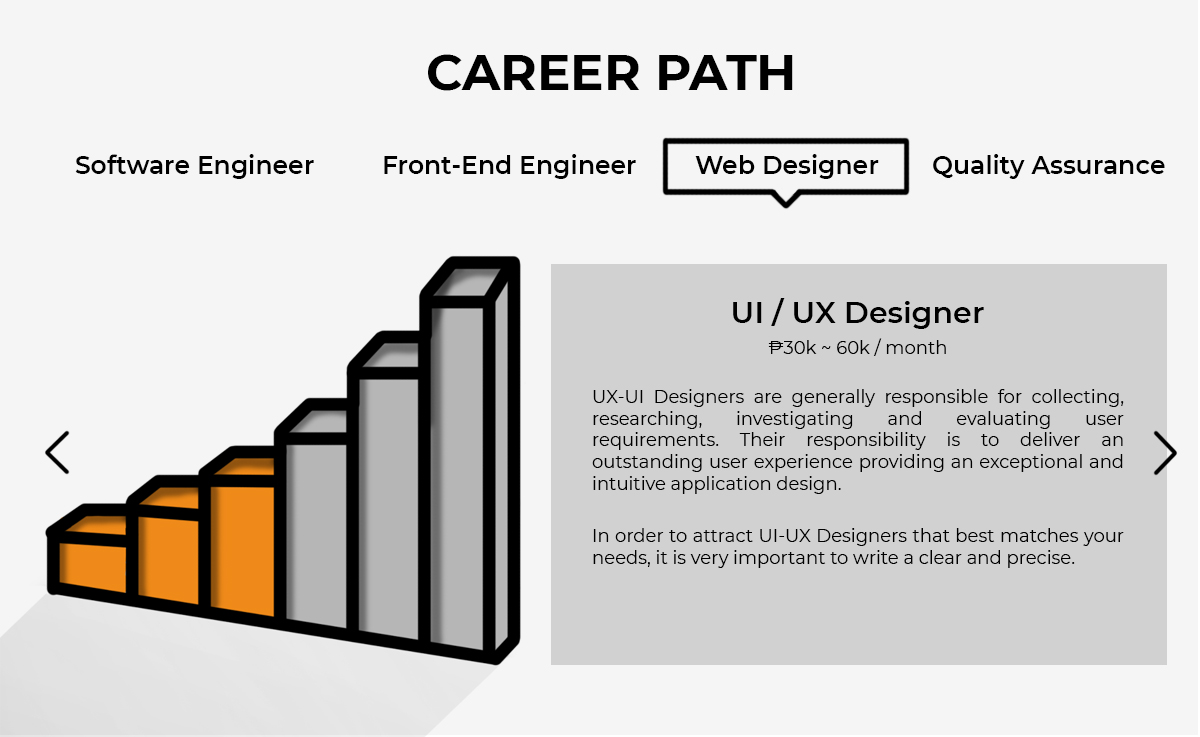 CAREER PATH
Software Engineer
Front-End Engineer
Web Designer
Quality Assurance
UI / UX Designer
₱30k ~ 60k / month
UX-UI Designers are generally responsible for collecting,
researching, investigating and evaluating user
requirements. Their responsibility is to deliver an
outstanding user experience providing an exceptional and
intuitive application design.
In order to attract UI-UX Designers that best matches your
needs, it is very important to write a clear and precise.